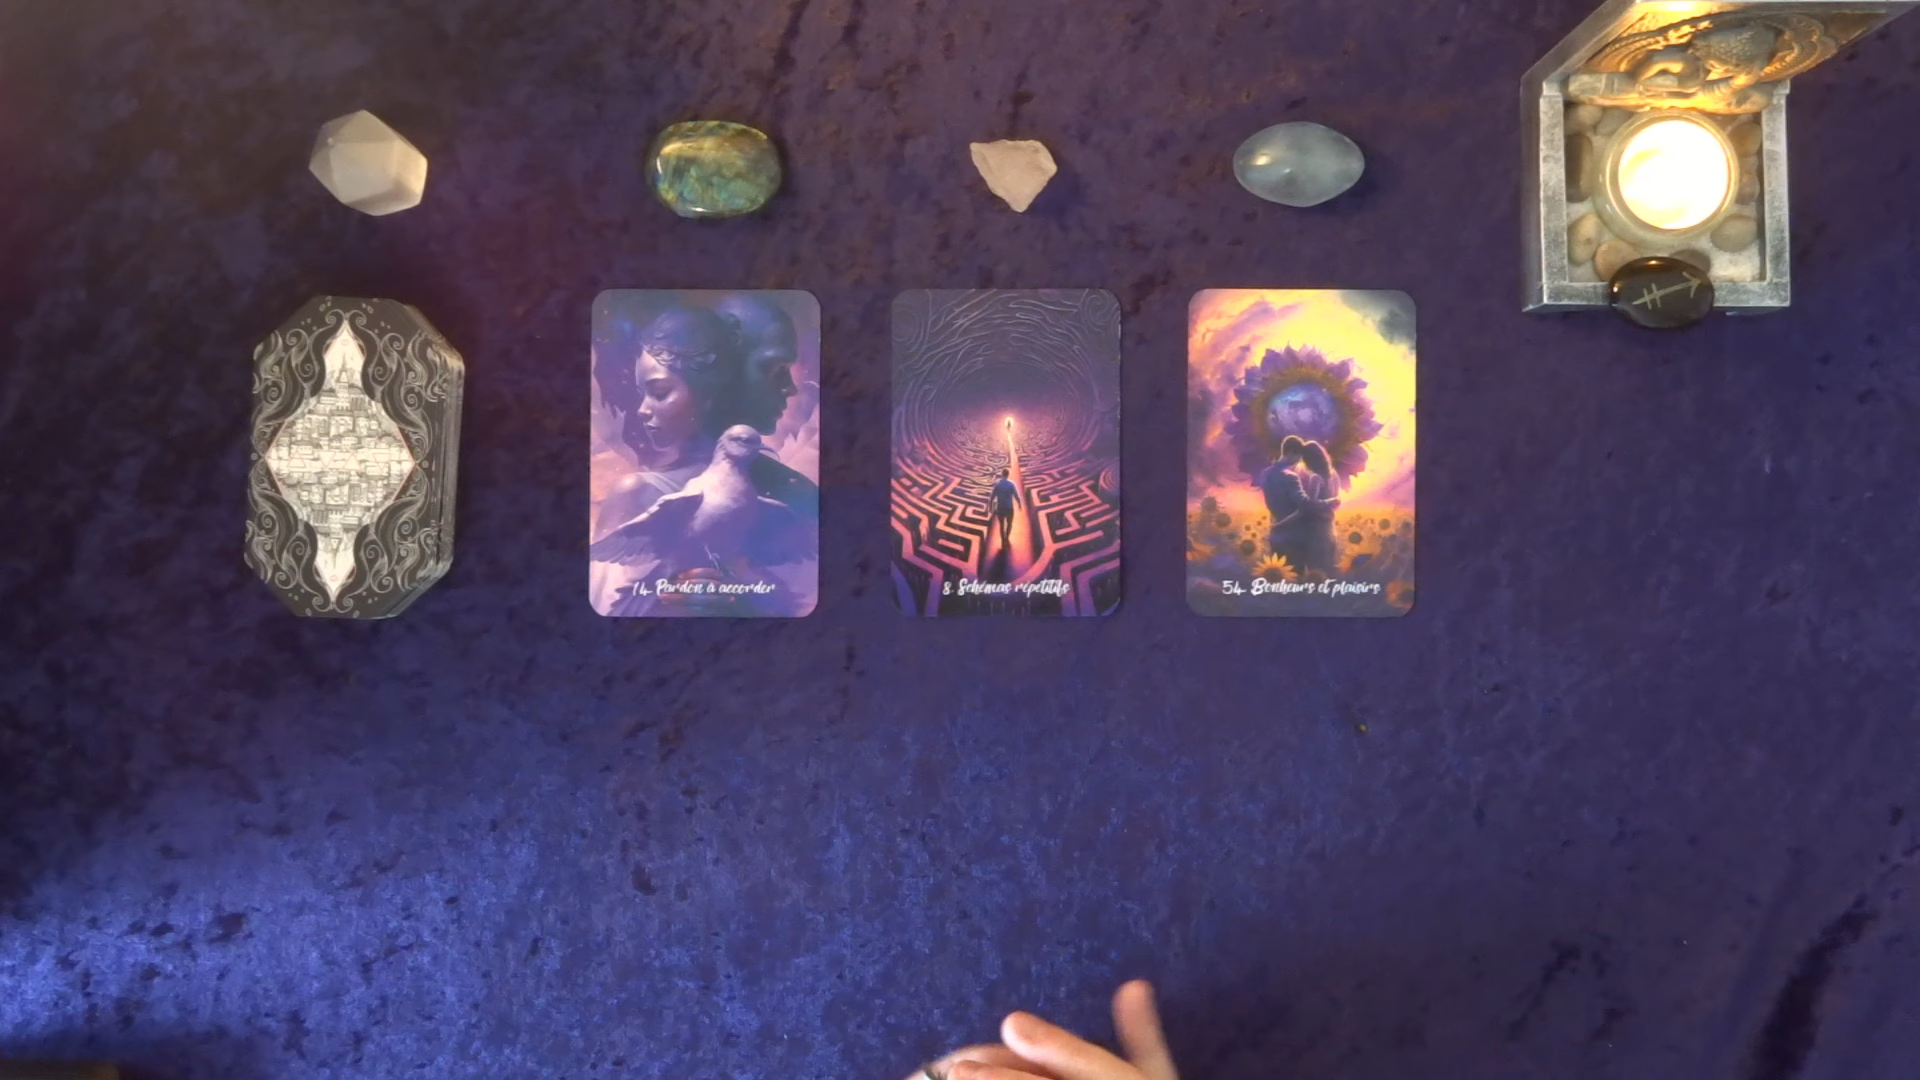 14. Pardon à accorder
8. Schémas répétitifs
54. Bonheurs et plaisirs